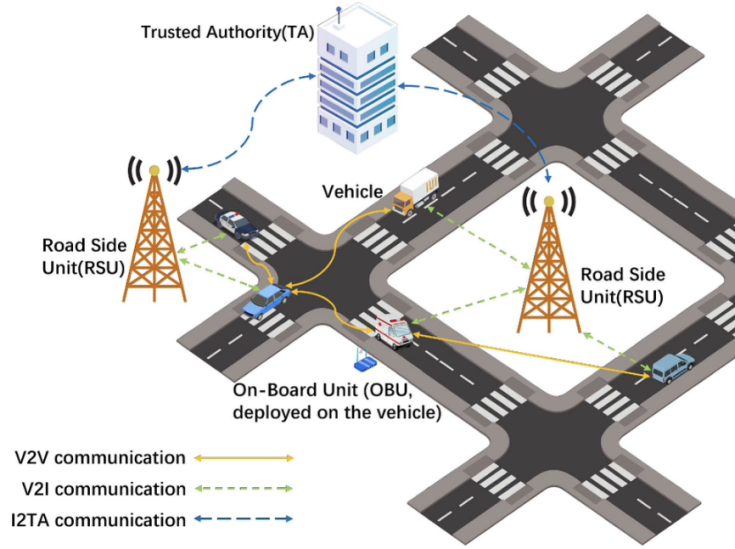 Trusted Authority(TA)
Vehicle
Road Side
Unit(RSU)
Road Side
Unit(RSU)
On-Board Unit (OBU,
deployed on the vehicle)
V2V communication
V2I communication
I2TA communication